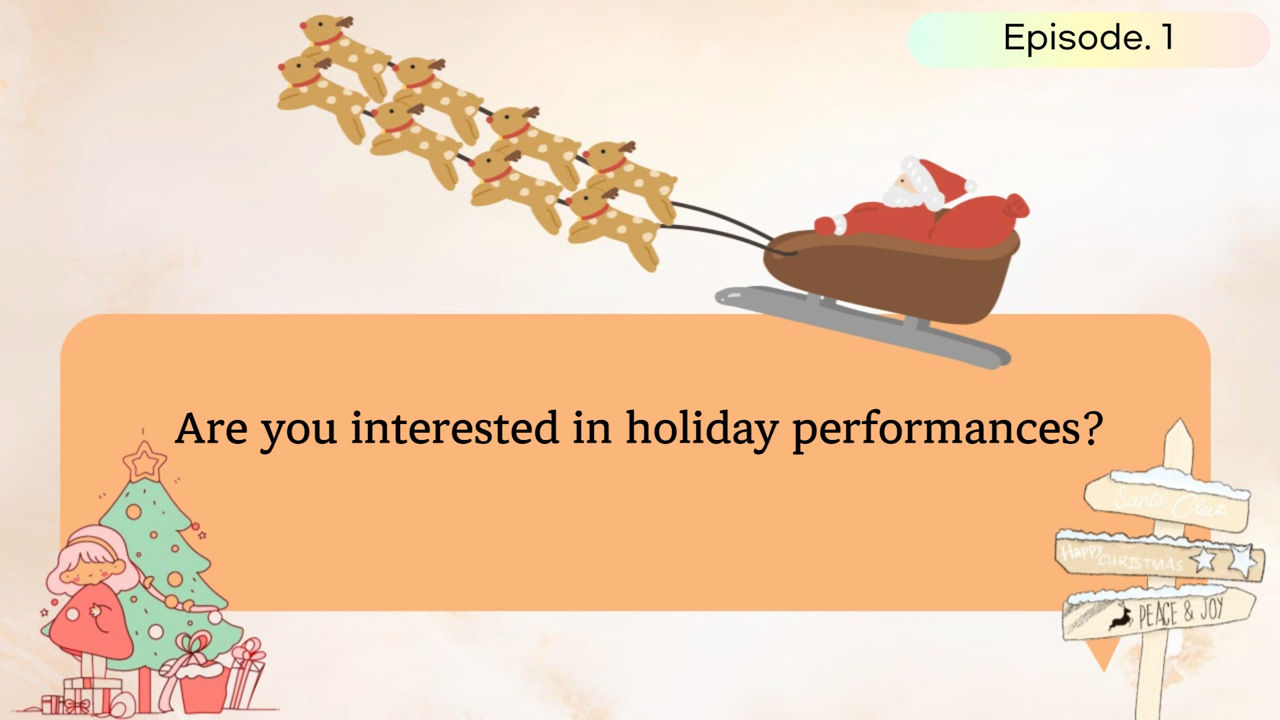 Episode. 1
Are you interested in holiday performances?
Santa Claus
Happy
CHRISTMAS
PEACE & JOY